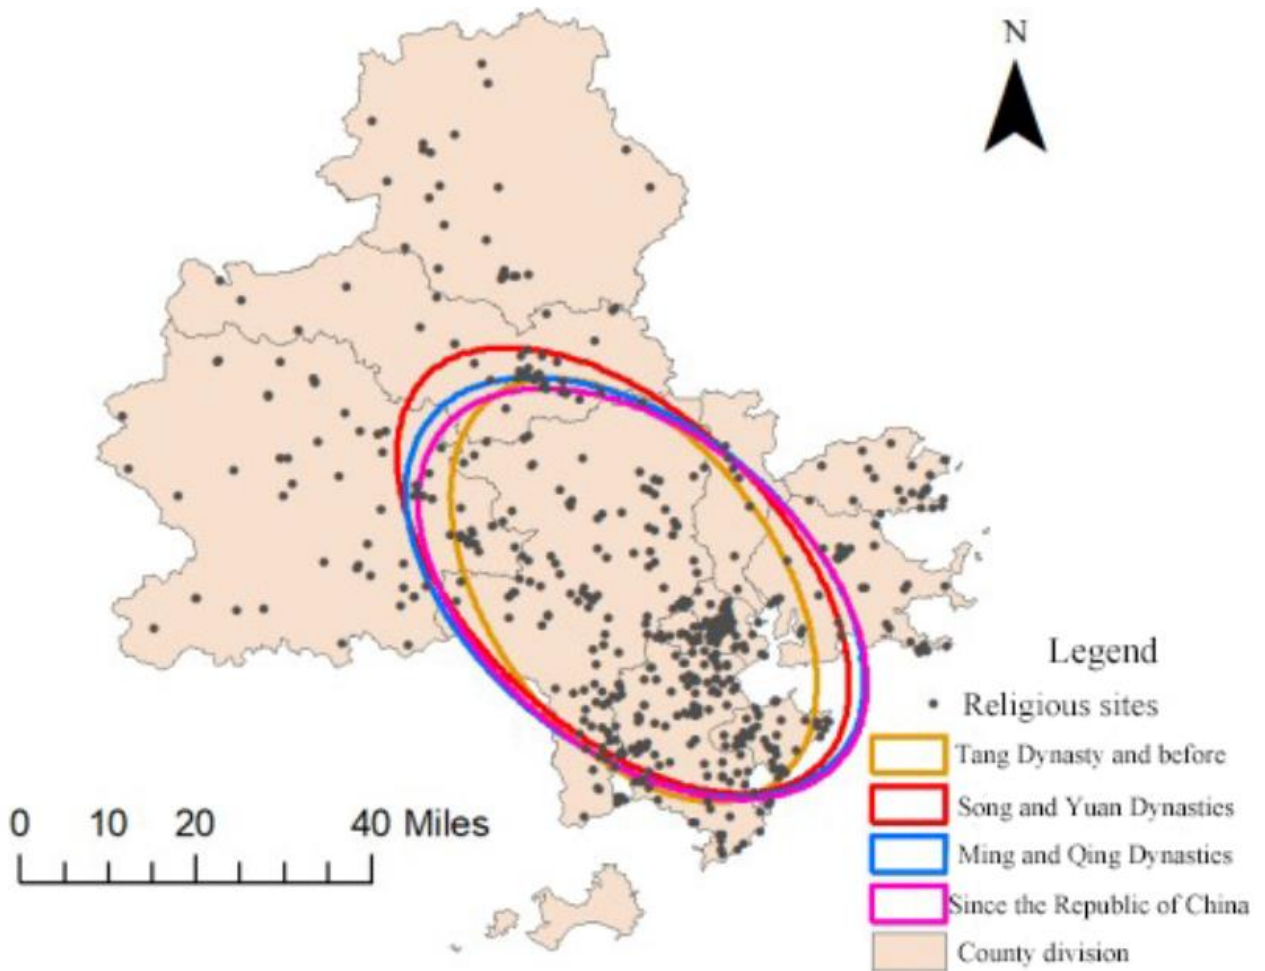 N
Legend
Religious sites
Tang Dynasty and before
Song and Yuan Dynasties
Ming and Qing Dynasties
Since the Republic of China
County division
0 10 20 40 Miles